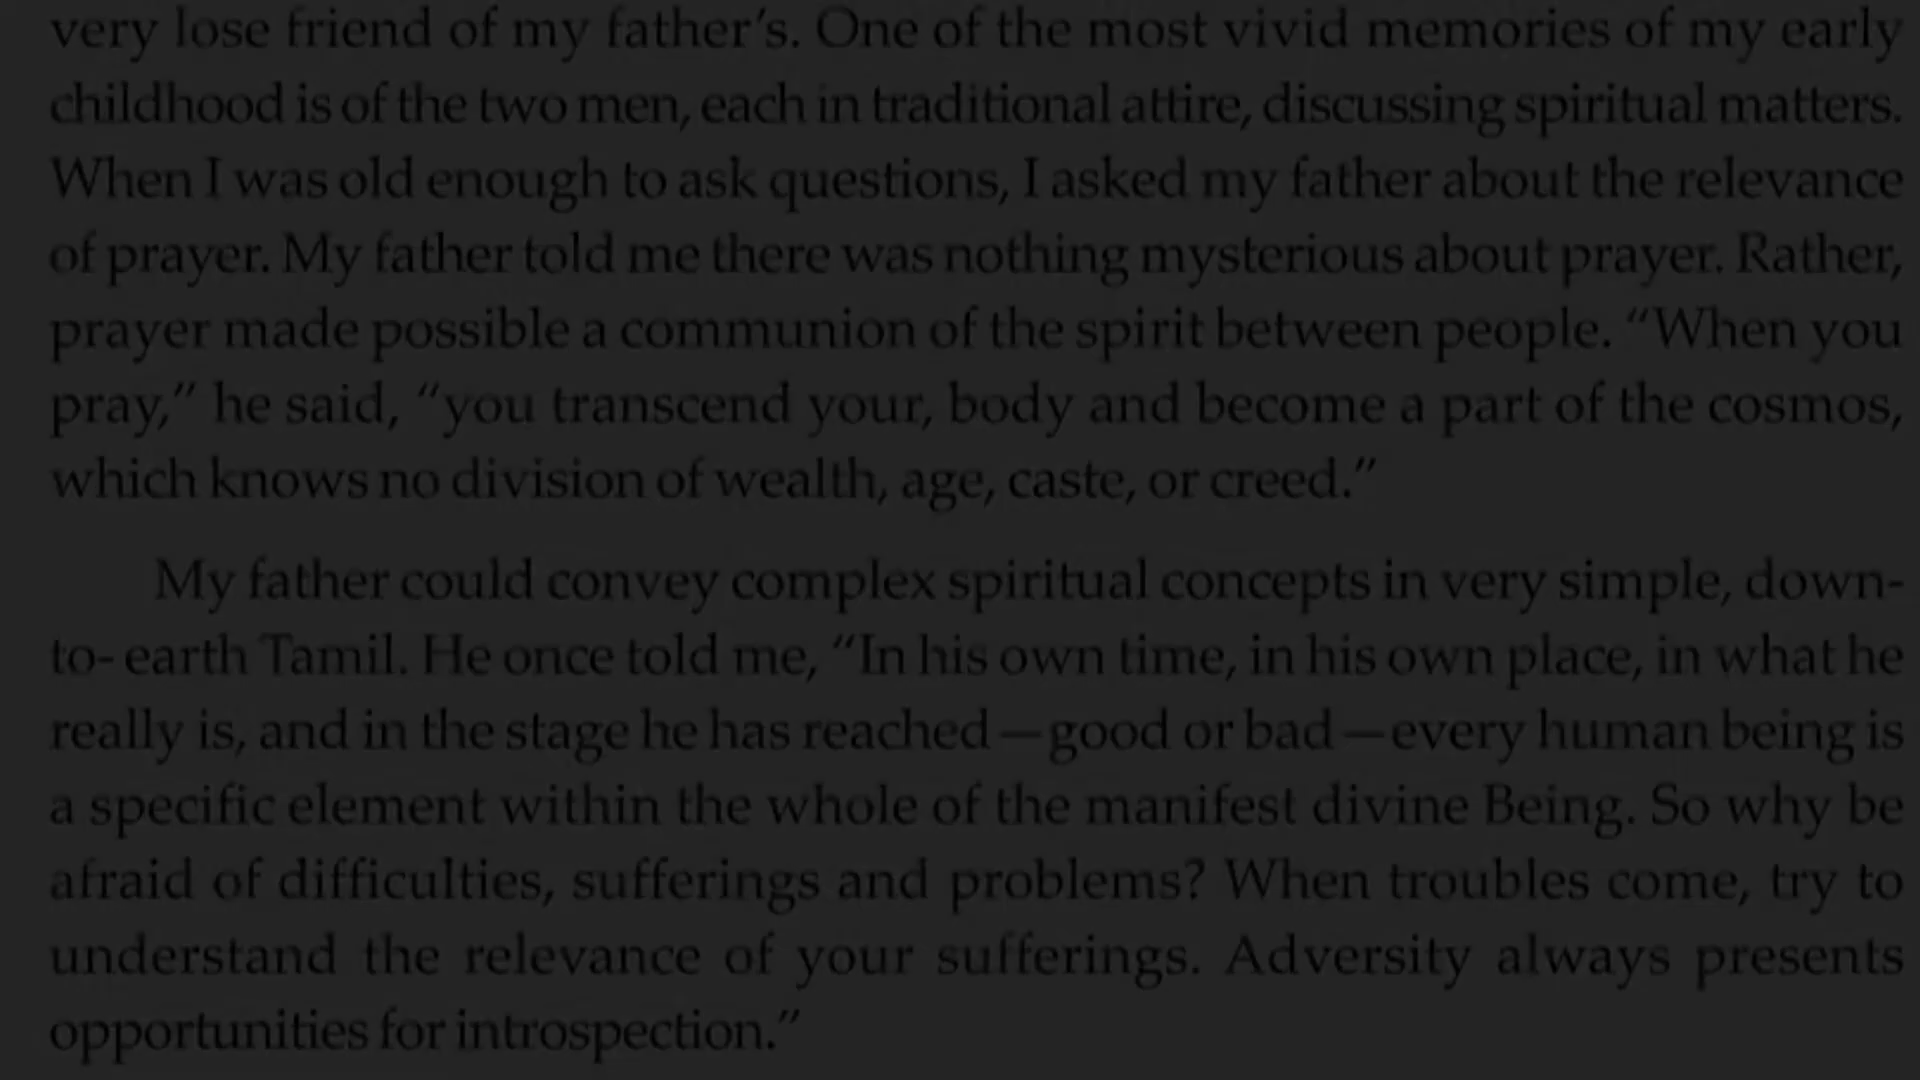 very lose friend of my father’s. One of the most vivid memories of my early
childhood is of the two men, each in traditional attire, discussing spiritual matters.
When I was old enough to ask questions, I asked my father about the relevance
of prayer. My father told me there was nothing mysterious about prayer. Rather,
prayer made possible a communion of the spirit between people. “When you
pray,” he said, “you transcend your, body and become a part of the cosmos,
which knows no division of wealth, age, caste, or creed.”
My father could convey complex spiritual concepts in very simple, down-
to- earth Tamil. He once told me, “In his own time, in his own place, in what he
really is, and in the stage he has reached—good or bad—every human being is
a specific element within the whole of the manifest divine Being. So why be
afraid of difficulties, sufferings and problems? When troubles come, try to
understand the relevance of your sufferings. Adversity always presents
opportunities for introspection.”